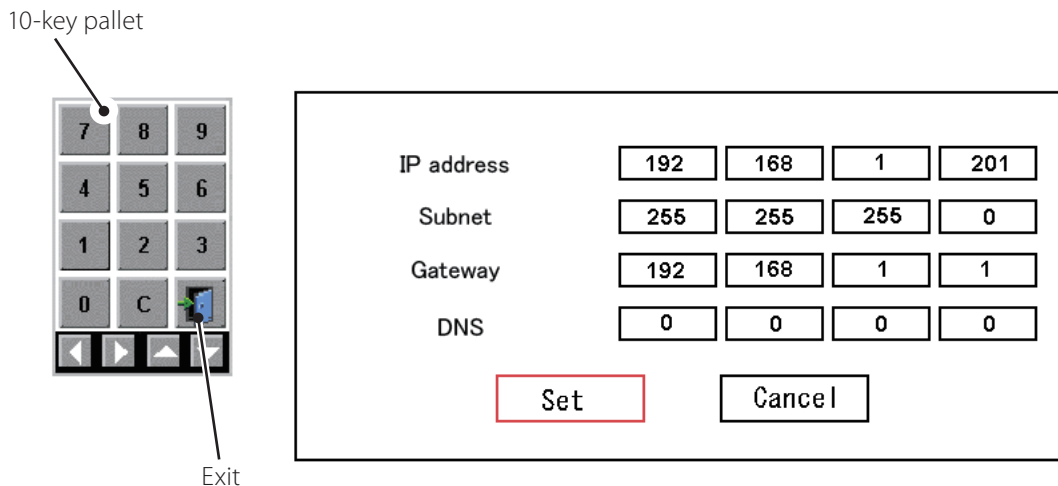 10-key pallet
7 8 9
4 5 6
1 2 3
0 C
Exit
IP address 192 168 1 201
Subnet 255 255 255 0
Gateway 192 168 1 1
DNS 0 0 0 0
Set Cancel